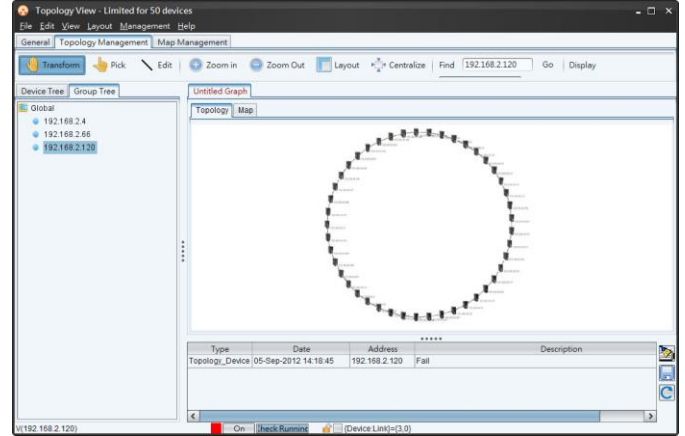 Topology View - Limited for 50 devices
File Edit View Layout Management Help
General Topology Management Map Management
Transform Pick Edit Zoom in Zoom Out Layout Centralize Find 192.168.2.120 Go Display
Device Tree Group Tree
Untitled Graph
Global
192.168.2.4
192.168.2.66
192.168.2.120
Topology Map
Type Date Address Description
Topology_Device 05-Sep-2012 14:18:45 192.168.2.120 Fail
V(192.168.2.120) On Check Running (Device:Link)=(3,0)